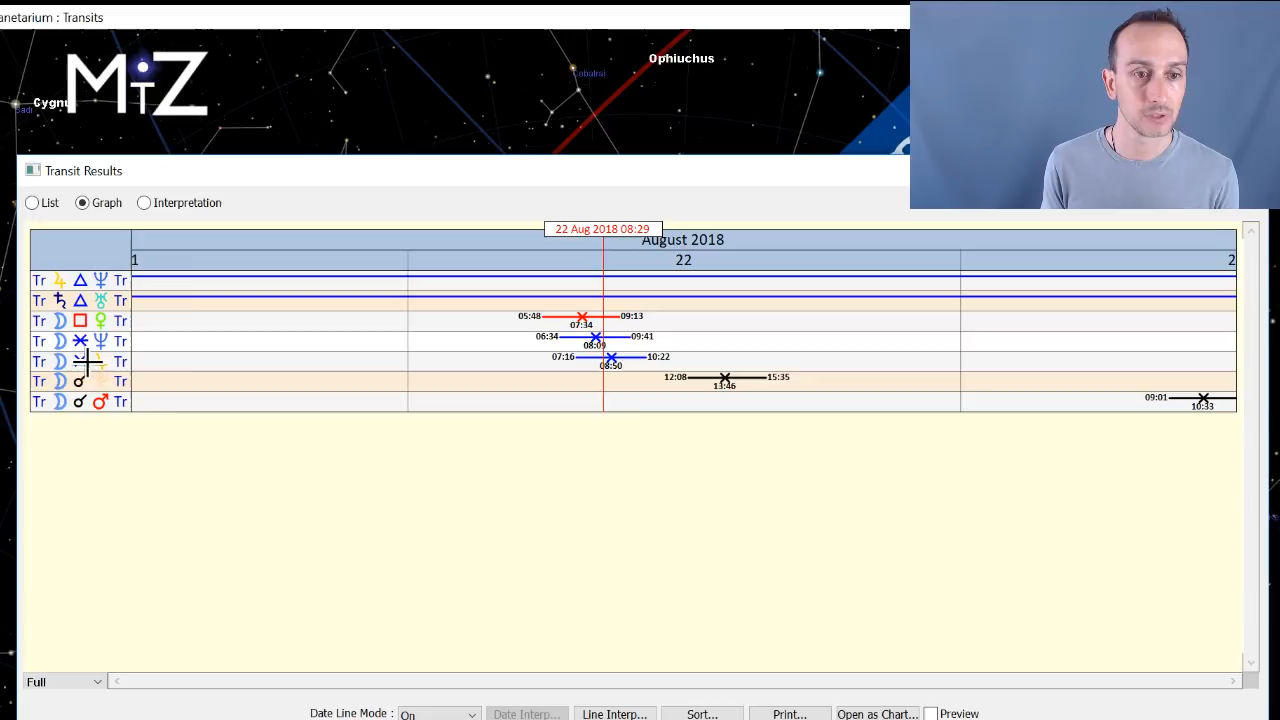 anetarium : Transits
MTZ
Ophiuchus
Cebalrai
Cygnu
Sadr
Transit Results
List Graph Interpretation
22 Aug 2018 08:29
August 2018
1 22 2
Tr ♃ △ ♆ Tr
Tr ♄ △ ♅ Tr
Tr ☽ □ ♀ Tr 05:48 09:13
07:34
Tr ☽ ⚹ ♆ Tr 06:34 09:41
08:09
Tr ☽ Tr 07:16 10:22
08:50
Tr ☽ ☌ Tr 12:08 15:35
13:46
Tr ☽ ☌ ♂ Tr 09:01
10:33
Full
Date Line Mode : On Date Interp... Line Interp... Sort... Print... Open as Chart... Preview